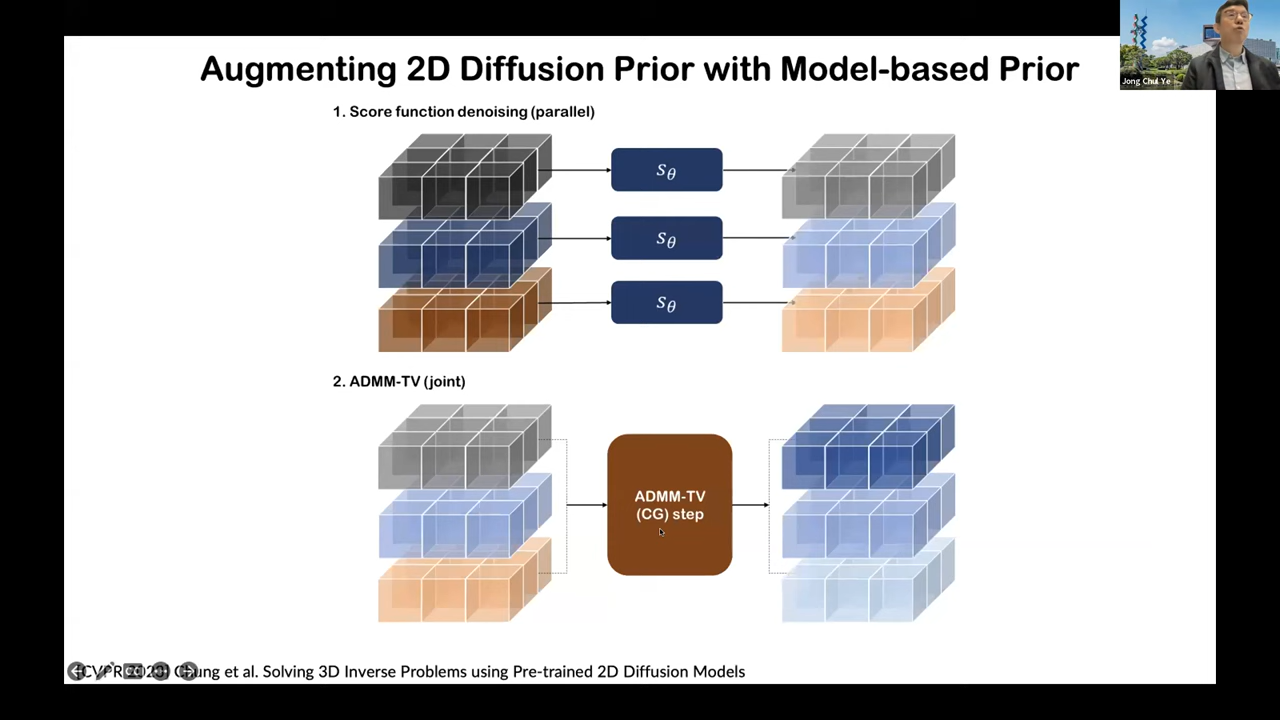 Augmenting 2D Diffusion Prior with Model-based Prior
Jong Chul Ye
1. Score function denoising (parallel)
sθ
sθ
sθ
2. ADMM-TV (joint)
ADMM-TV
(CG) step
et al. Solving 3D Inverse Problems using Pre-trained 2D Diffusion Models